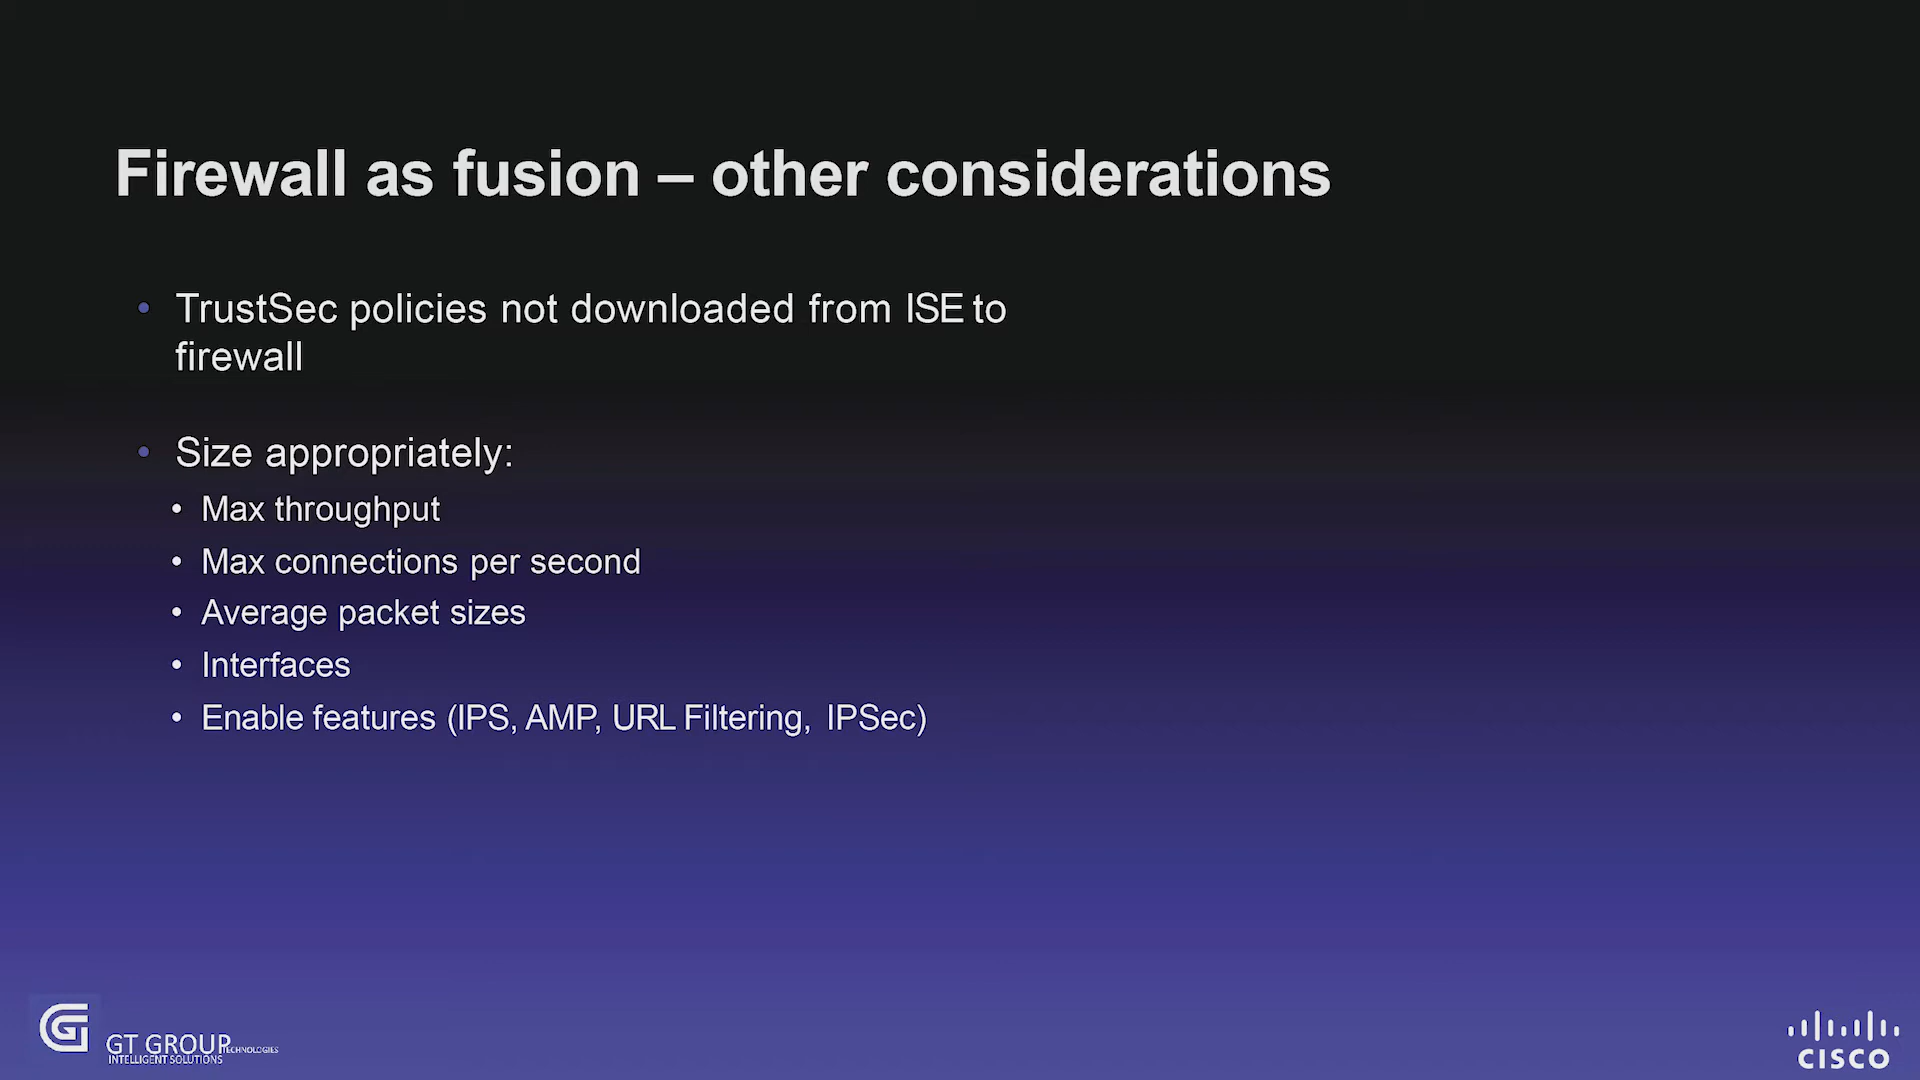 Firewall as fusion – other considerations
• TrustSec policies not downloaded from ISE to
firewall
• Size appropriately:
• Max throughput
• Max connections per second
• Average packet sizes
• Interfaces
• Enable features (IPS, AMP, URL Filtering, IPSec)
GT GROUP TECHNOLOGIES
INTELLIGENT SOLUTIONS
CISCO